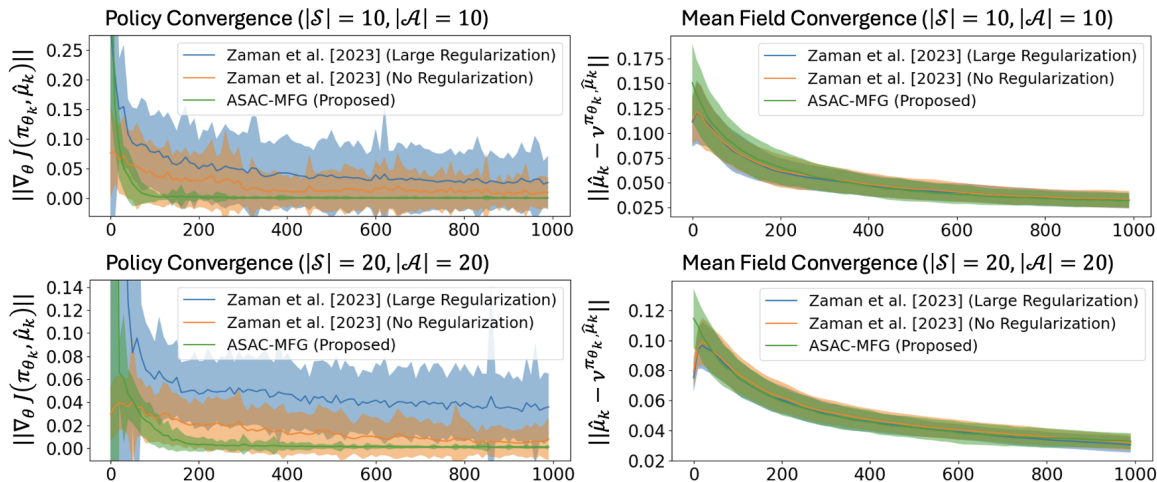 Policy Convergence (|𝒮| = 10, |𝒜| = 10)
||∇θ J(πθk, μ̂k)||
0.25
0.20
0.15
0.10
0.05
0.00
Zaman et al. [2023] (Large Regularization)
Zaman et al. [2023] (No Regularization)
ASAC-MFG (Proposed)
0 200 400 600 800 1000
Mean Field Convergence (|𝒮| = 10, |𝒜| = 10)
||μ̂k − ν^πθk,μ̂k||
0.175
0.150
0.125
0.100
0.075
0.050
0.025
Zaman et al. [2023] (Large Regularization)
Zaman et al. [2023] (No Regularization)
ASAC-MFG (Proposed)
0 200 400 600 800 1000
Policy Convergence (|𝒮| = 20, |𝒜| = 20)
||∇θ J(πθk, μ̂k)||
0.14
0.12
0.10
0.08
0.06
0.04
0.02
0.00
Zaman et al. [2023] (Large Regularization)
Zaman et al. [2023] (No Regularization)
ASAC-MFG (Proposed)
0 200 400 600 800 1000
Mean Field Convergence (|𝒮| = 20, |𝒜| = 20)
||μ̂k − ν^πθk,μ̂k||
0.12
0.10
0.08
0.06
0.04
0.02
Zaman et al. [2023] (Large Regularization)
Zaman et al. [2023] (No Regularization)
ASAC-MFG (Proposed)
0 200 400 600 800 1000